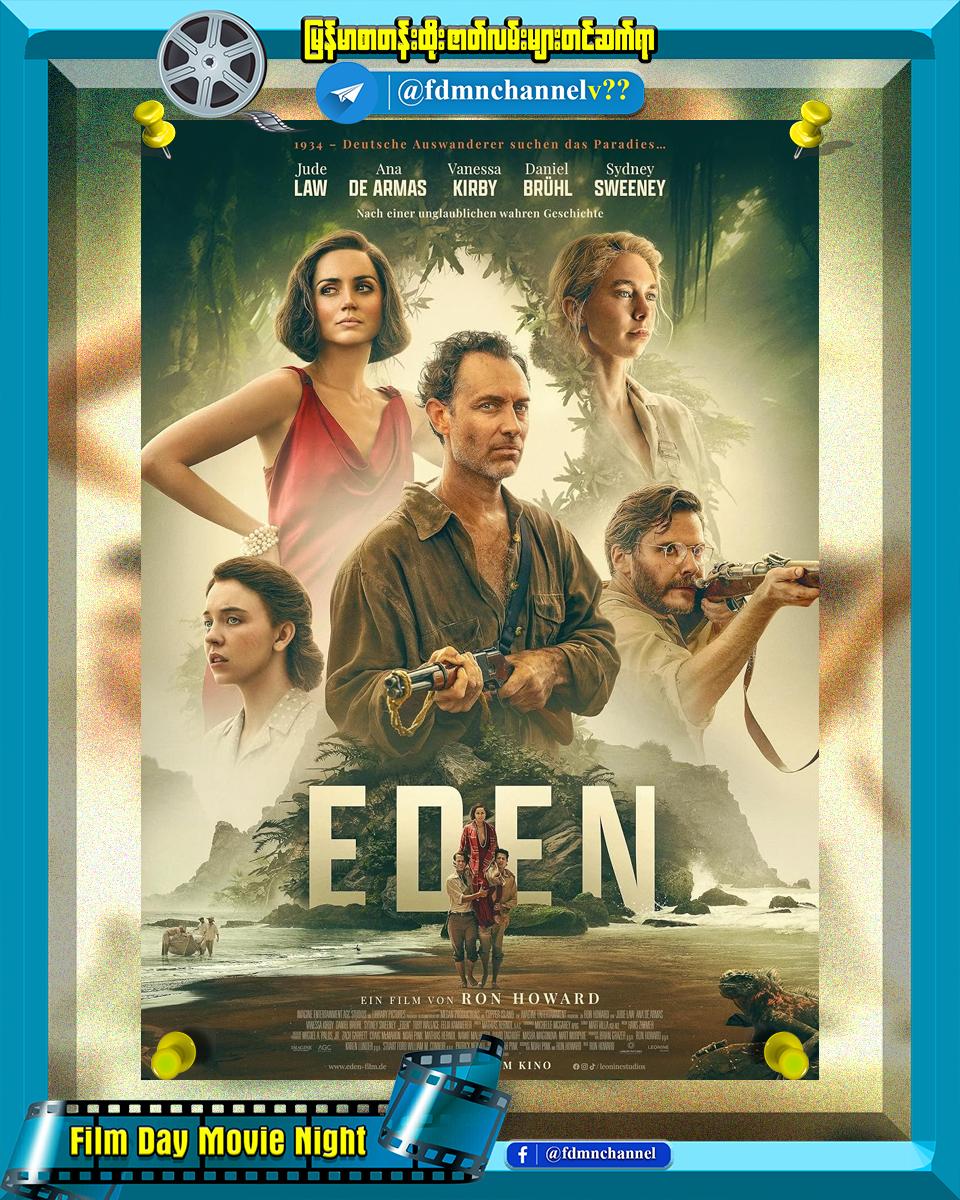 မြန်မာစာတန်းထိုးဇာတ်လမ်းများတင်ဆက်ရာ
@fdmnchannelv??
1934 – Deutsche Auswanderer suchen das Paradies...
Jude LAW
Ana DE ARMAS
Vanessa KIRBY
Daniel BRÜHL
Sydney SWEENEY
Nach einer unglaublichen wahren Geschichte
EDEN
EIN FILM VON RON HOWARD
www.eden-film.de
M KINO
/leoninestudios
Film Day Movie Night
@fdmnchannel